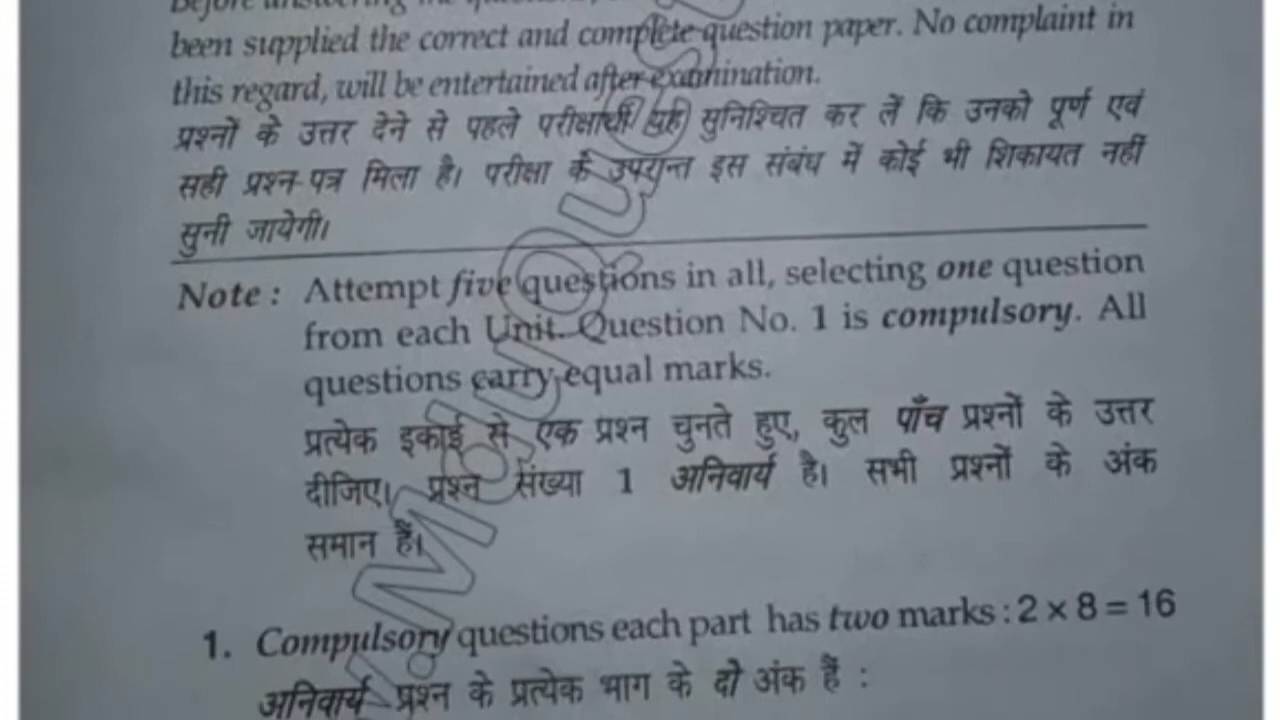 Before answering the questions,
been supplied the correct and complete question paper. No complaint in
this regard, will be entertained after examination.
प्रश्नों के उत्तर देने से पहले परीक्षार्थी यह सुनिश्चित कर लें कि उनको पूर्ण एवं
सही प्रश्न-पत्र मिला है। परीक्षा के उपरान्त इस संबंध में कोई भी शिकायत नहीं
सुनी जायेगी।
Note : Attempt five questions in all, selecting one question
from each Unit. Question No. 1 is compulsory. All
questions carry equal marks.
प्रत्येक इकाई से एक प्रश्न चुनते हुए, कुल पाँच प्रश्नों के उत्तर
दीजिए। प्रश्न संख्या 1 अनिवार्य है। सभी प्रश्नों के अंक
समान हैं।
1. Compulsory questions each part has two marks : 2 × 8 = 16
अनिवार्य प्रश्न के प्रत्येक भाग के दो अंक हैं :